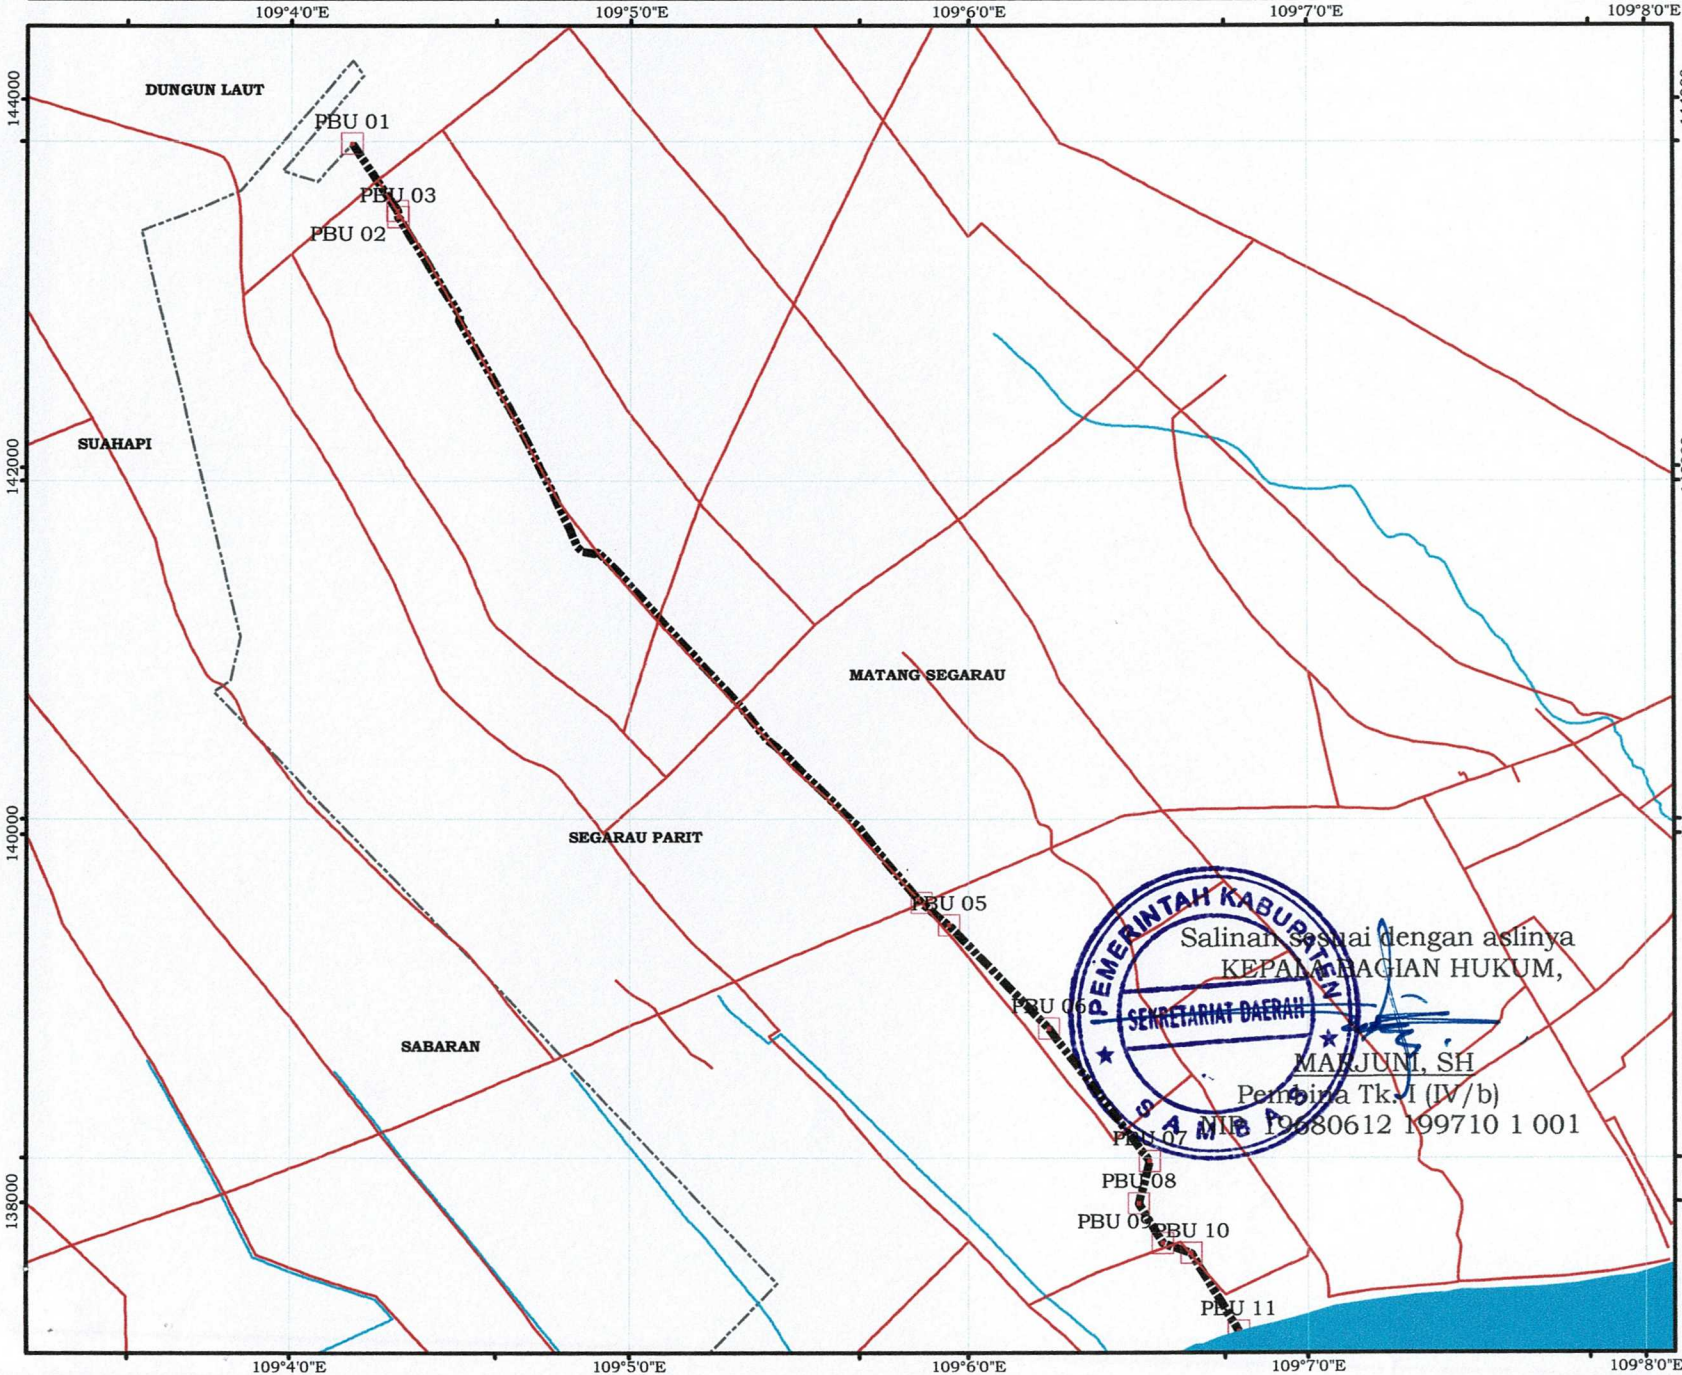 109°4'0"E 109°5'0"E 109°6'0"E 109°7'0"E 109°8'0"E
144000
DUNGUN LAUT
PBU 01
PBU 03
PBU 02
SUAHAPI
142000
MATANG SEGARAU
140000
SEGARAU PARIT
PBU 05
PEMERINTAH KABUPATEN
SEKRETARIAT DAERAH
SAMBAS
Salinan sesuai dengan aslinya
KEPALA BAGIAN HUKUM,
PBU 06
SABARAN
MARJUNI, SH
Pembina Tk. I (IV/b)
NIP. 19680612 199710 1 001
PBU 07
PBU 08
138000
PBU 09
PBU 10
PBU 11
109°4'0"E 109°5'0"E 109°6'0"E 109°7'0"E 109°8'0"E